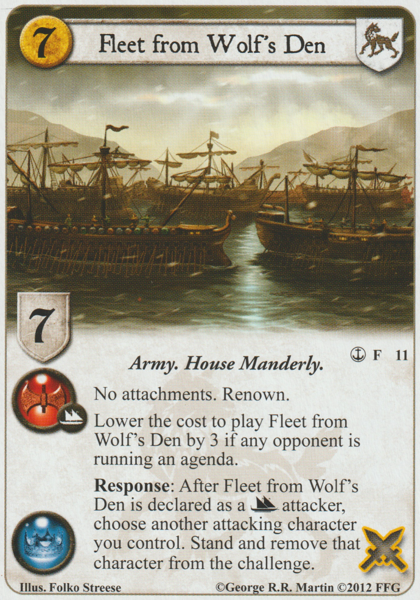 7 Fleet from Wolf's Den
7
Army. House Manderly.
F 11
No attachments. Renown.
Lower the cost to play Fleet from
Wolf's Den by 3 if any opponent is
running an agenda.
Response: After Fleet from Wolf's
Den is declared as a attacker,
choose another attacking character
you control. Stand and remove that
character from the challenge.
Illus. Folko Streese
©George R.R. Martin ©2012 FFG